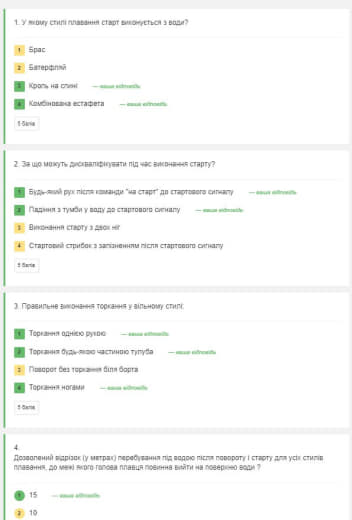 1. У якому стилі плавання старт виконується з води?
1 Брас
2 Батерфляй
3 Кроль на спині — ваша відповідь
4 Комбінована естафета — ваша відповідь
5 балів
2. За що можуть дискваліфікувати під час виконання старту?
1 Будь-який рух після команди "на старт" до стартового сигналу — ваша відповідь
2 Падіння з тумби у воду до стартового сигналу — ваша відповідь
3 Виконання старту з двох ніг
4 Стартовий стрибок з запізненням після стартового сигналу
5 балів
3. Правильне виконання торкання у вільному стилі:
1 Торкання однією рукою — ваша відповідь
2 Торкання будь-якою частиною тулуба — ваша відповідь
3 Поворот без торкання біля борта
4 Торкання ногами — ваша відповідь
5 балів
4.
Дозволений відрізок (у метрах) перебування під водою після повороту і старту для усіх стилів
плавання, до межі якого голова плавця повинна вийти на поверхню води ?
1 15 — ваша відповідь
2 10